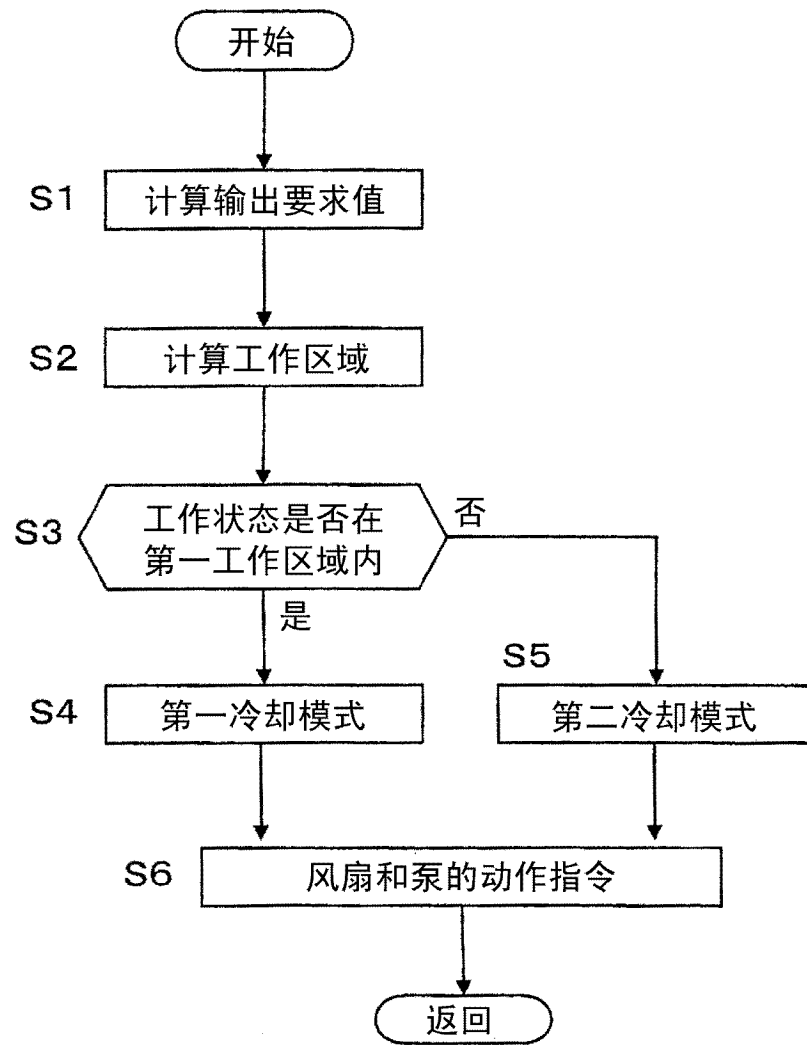 开始
S1
计算输出要求值
S2
计算工作区域
S3
工作状态是否在
第一工作区域内
否
是
S4
第一冷却模式
S5
第二冷却模式
S6
风扇和泵的动作指令
返回